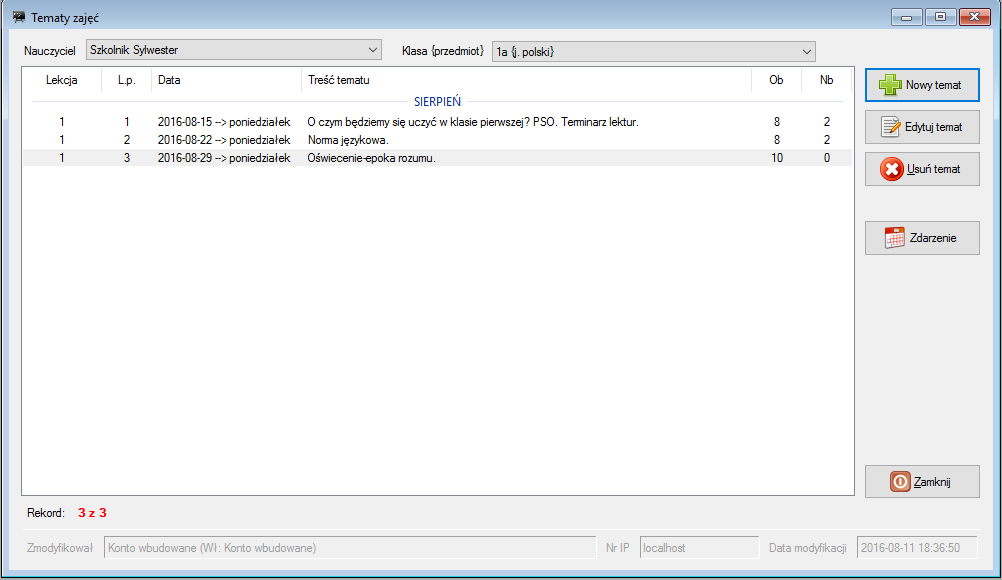 Tematy zajęć
Nauczyciel Szkolnik Sylwester Klasa {przedmiot} 1a {j. polski}
Lekcja L.p. Data Treść tematu Ob Nb
SIERPIEŃ
1 1 2016-08-15 --> poniedziałek O czym będziemy się uczyć w klasie pierwszej? PSO. Terminarz lektur. 8 2
1 2 2016-08-22 --> poniedziałek Norma językowa. 8 2
1 3 2016-08-29 --> poniedziałek Oświecenie-epoka rozumu. 10 0
Nowy temat
Edytuj temat
Usuń temat
Zdarzenie
Zamknij
Rekord: 3 z 3
Zmodyfikował Konto wbudowane (Wł: Konto wbudowane) Nr IP localhost Data modyfikacji 2016-08-11 18:36:50